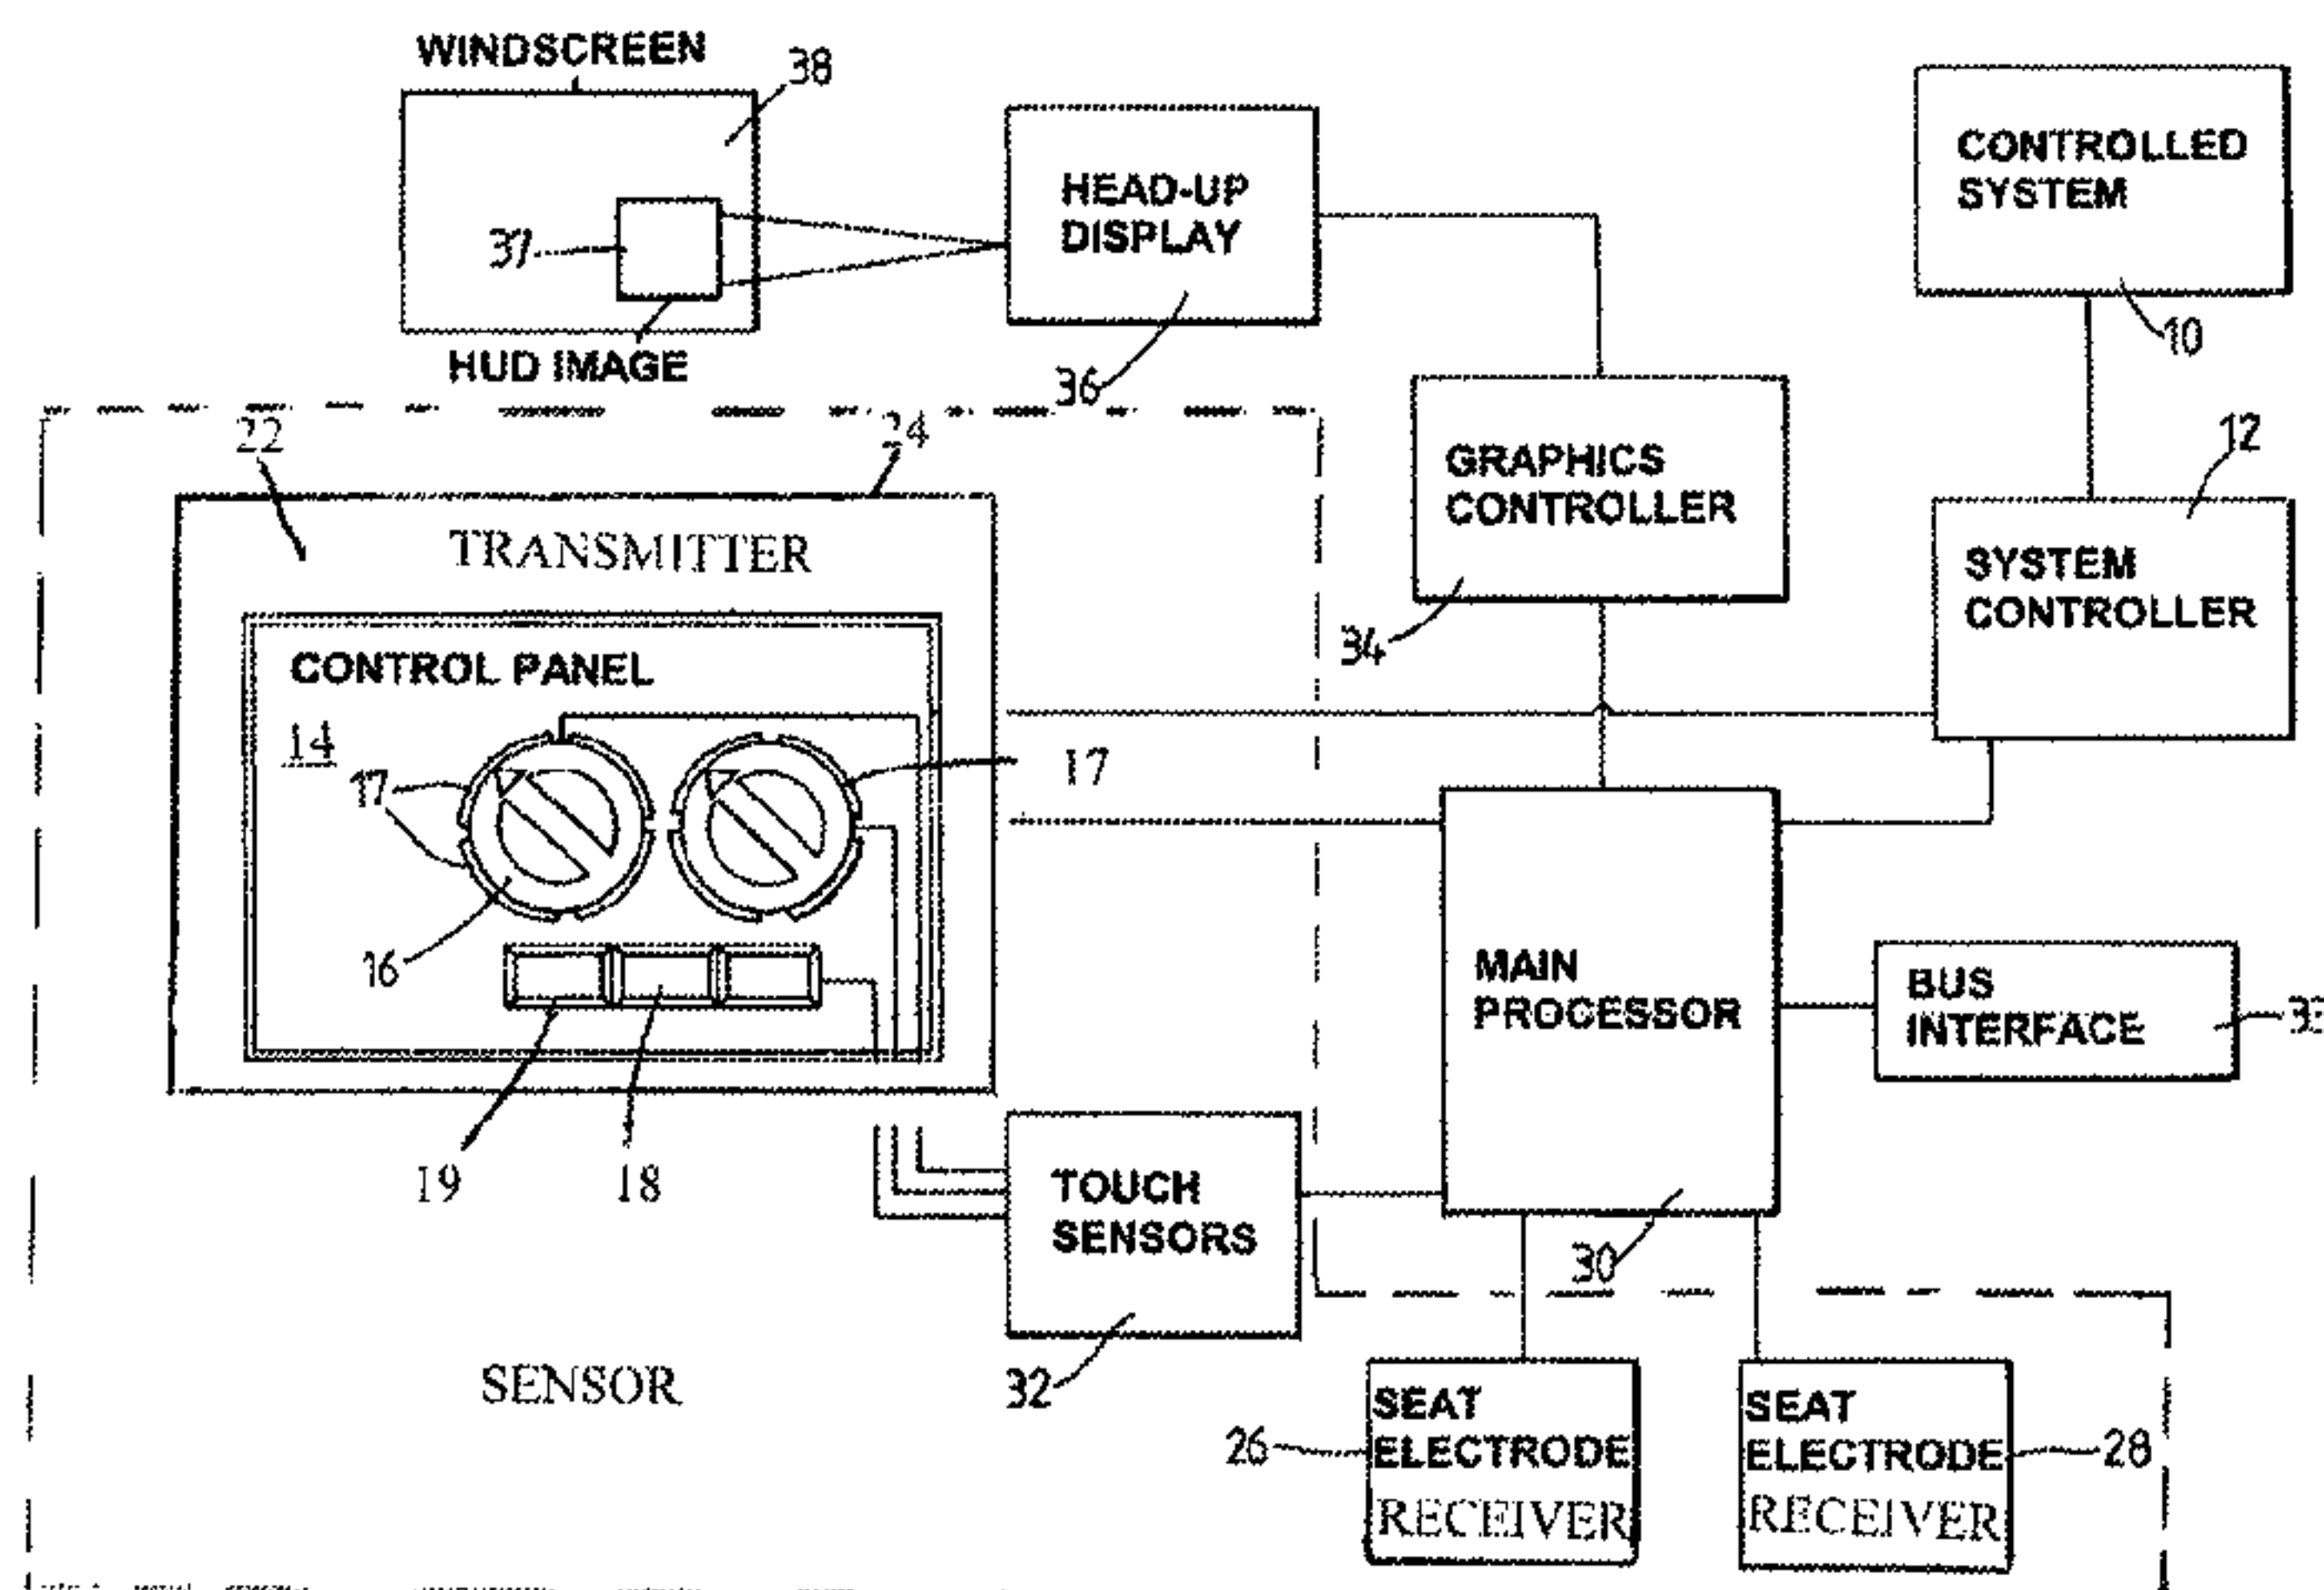 WINDSCREEN
38
37
HUD IMAGE
HEAD-UP
DISPLAY
36
CONTROLLED
SYSTEM
10
22
24
TRANSMITTER
CONTROL PANEL
14
17
17
16
19
18
GRAPHICS
CONTROLLER
34
12
SYSTEM
CONTROLLER
MAIN
PROCESSOR
30
BUS
INTERFACE
TOUCH
SENSORS
32
SENSOR
SEAT
ELECTRODE
RECEIVER
26
SEAT
ELECTRODE
RECEIVER
28